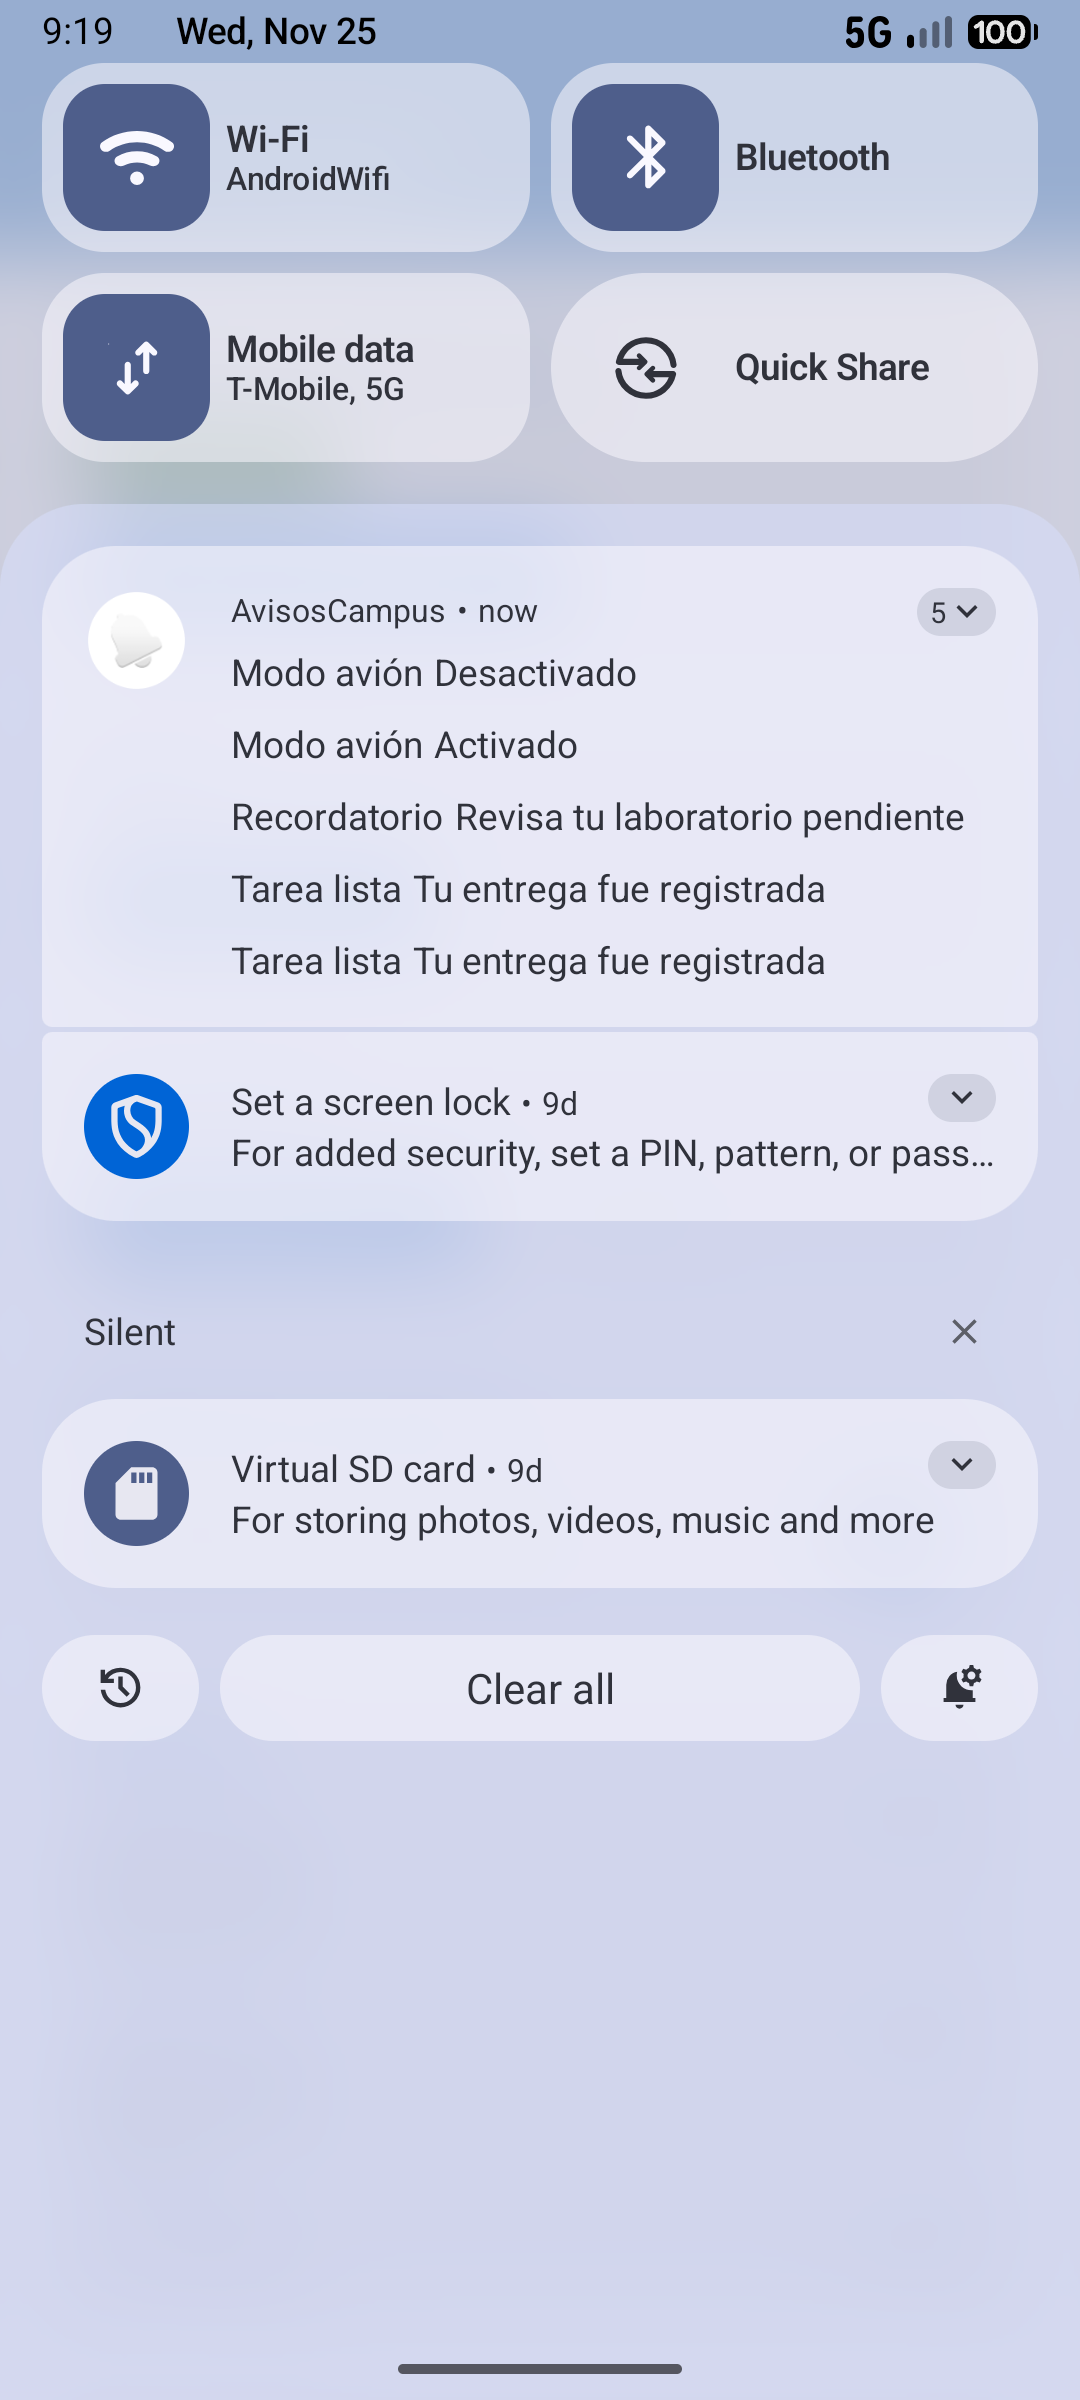 9:19 Wed, Nov 25 5G 100
Wi-Fi
AndroidWifi
Bluetooth
Mobile data
T-Mobile, 5G
Quick Share
AvisosCampus • now 5
Modo avión Desactivado
Modo avión Activado
Recordatorio Revisa tu laboratorio pendiente
Tarea lista Tu entrega fue registrada
Tarea lista Tu entrega fue registrada
Set a screen lock • 9d
For added security, set a PIN, pattern, or pass…
Silent
Virtual SD card • 9d
For storing photos, videos, music and more
Clear all